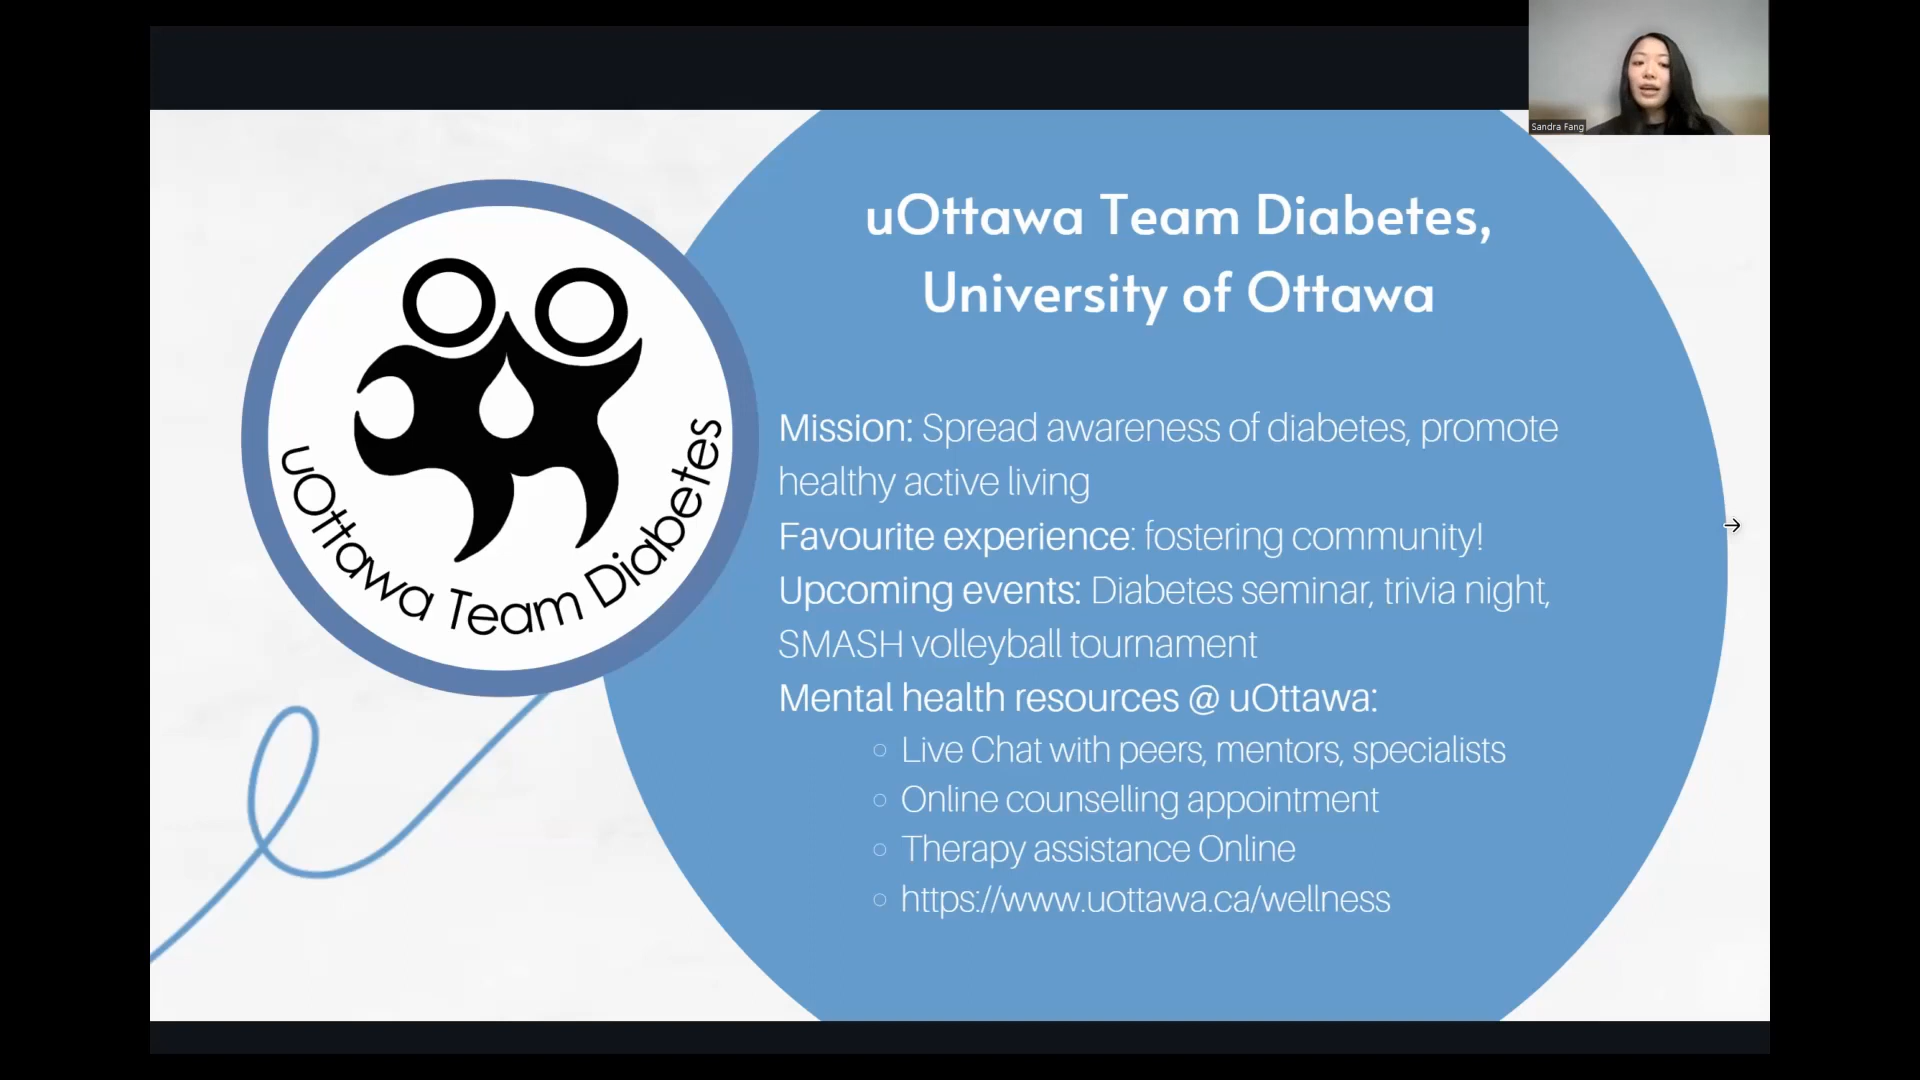 Sandra Fang
uOttawa Team Diabetes,
University of Ottawa
uOttawa Team Diabetes
Mission: Spread awareness of diabetes, promote
healthy active living
Favourite experience: fostering community!
Upcoming events: Diabetes seminar, trivia night,
SMASH volleyball tournament
Mental health resources @ uOttawa:
Live Chat with peers, mentors, specialists
Online counselling appointment
Therapy assistance Online
https://www.uottawa.ca/wellness